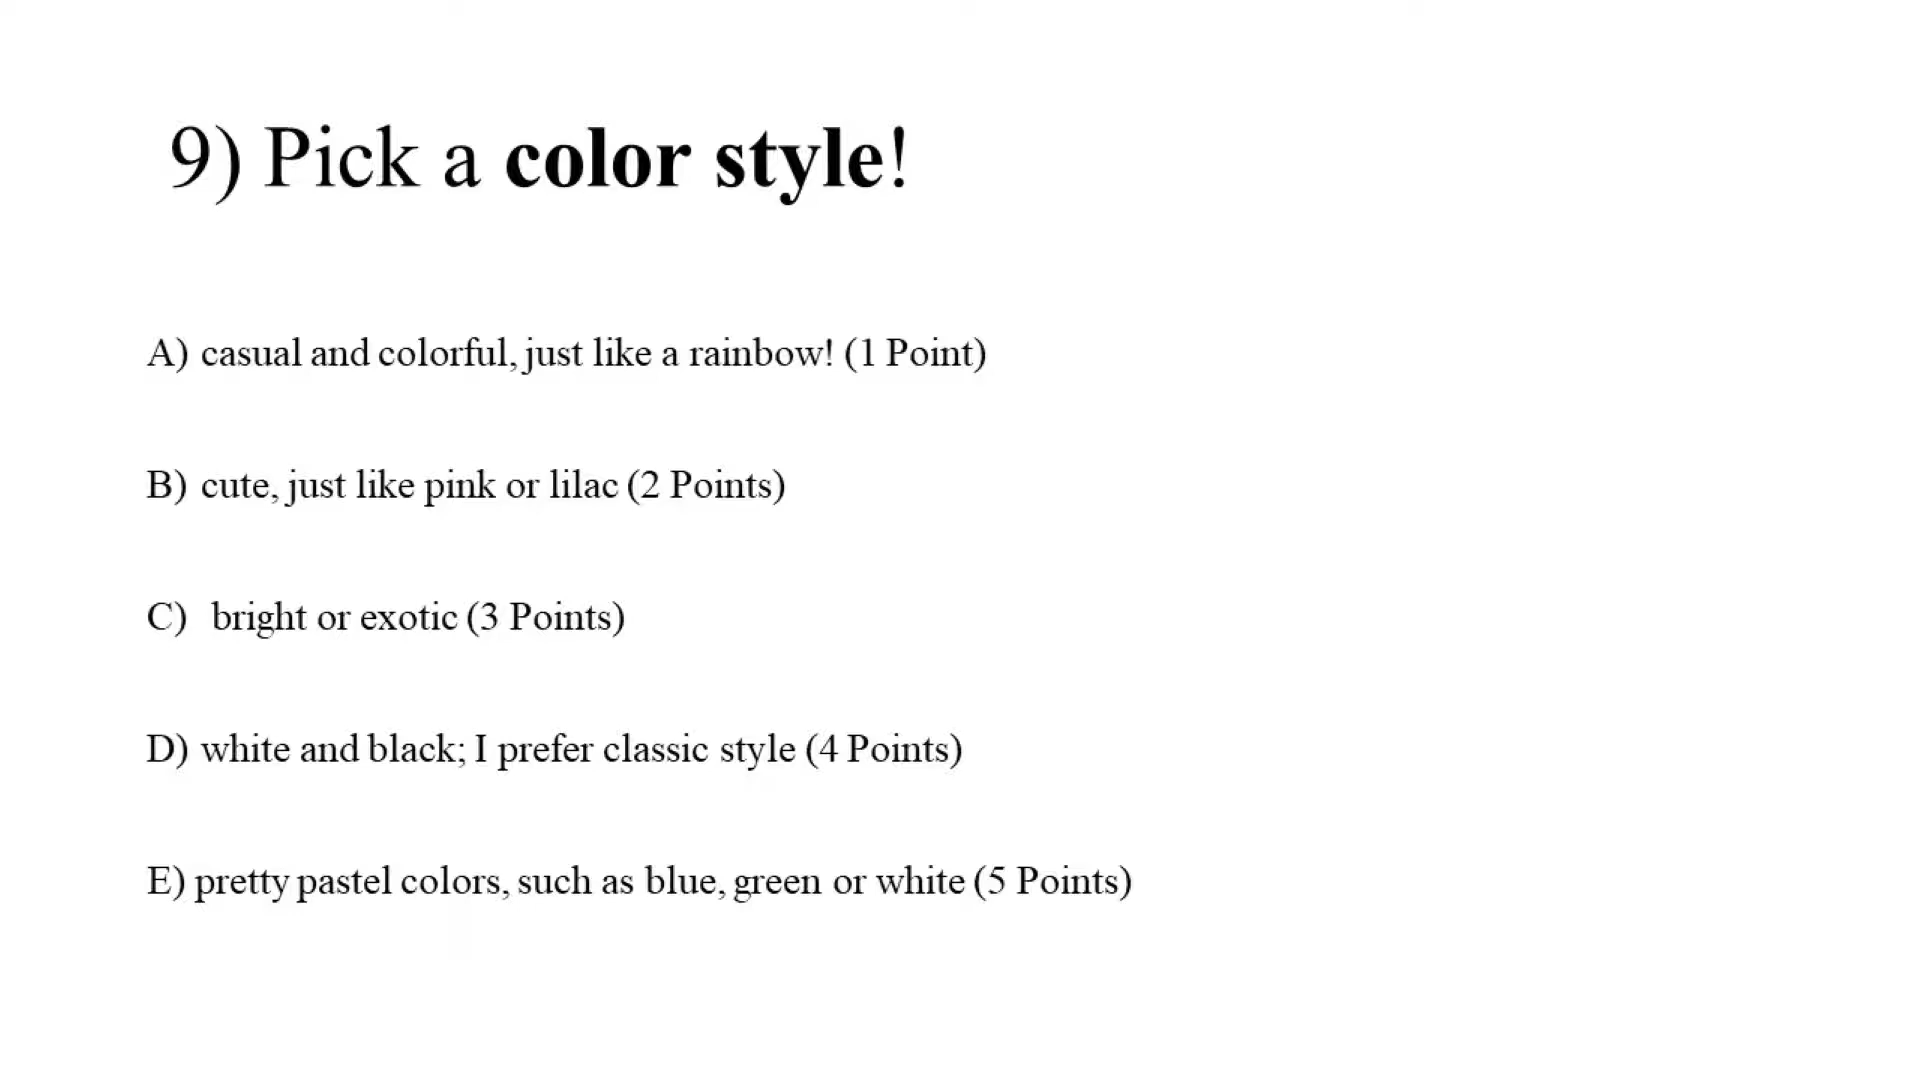 9) Pick a color style!
A) casual and colorful, just like a rainbow! (1 Point)
B) cute, just like pink or lilac (2 Points)
C) bright or exotic (3 Points)
D) white and black; I prefer classic style (4 Points)
E) pretty pastel colors, such as blue, green or white (5 Points)